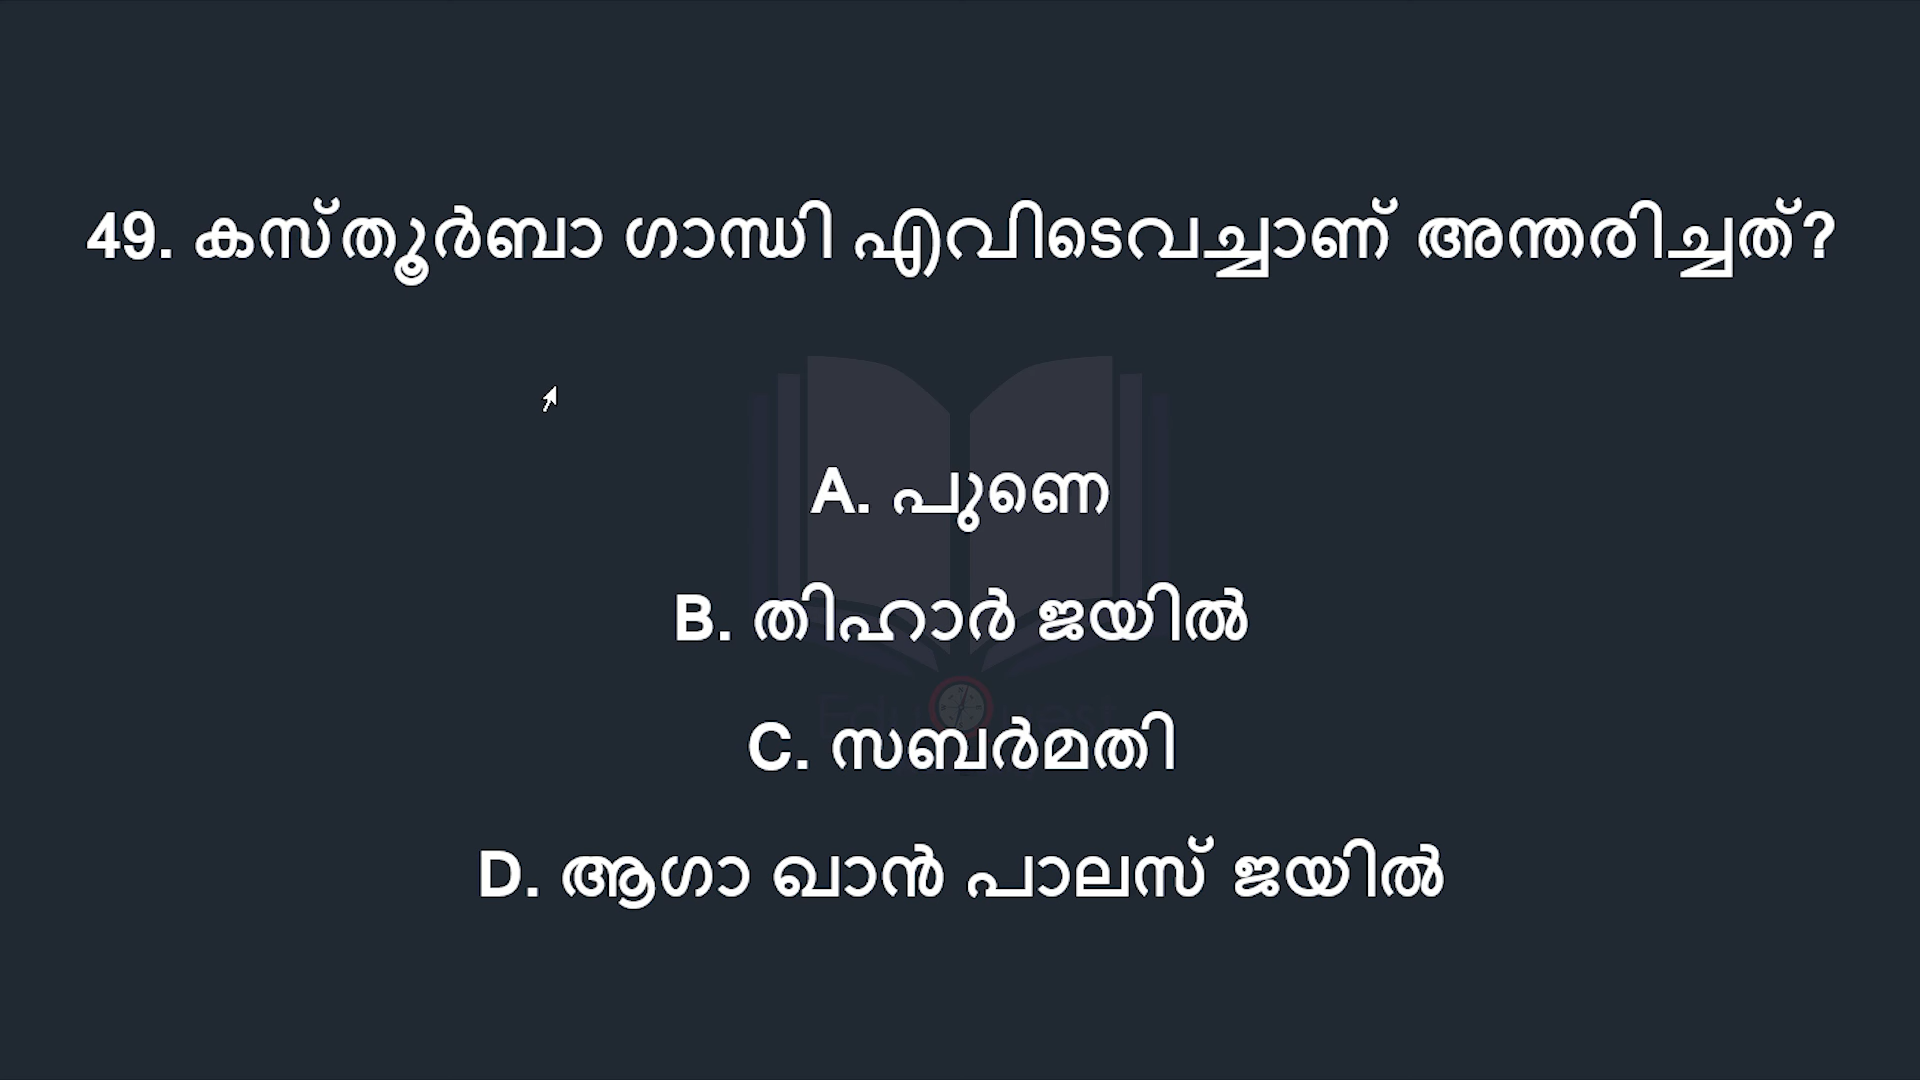 49. കസ്തൂർബാ ഗാന്ധി എവിടെവച്ചാണ് അന്തരിച്ചത്?
A. പുണെ
B. തിഹാർ ജയിൽ
C. സബർമതി
D. ആഗാ ഖാൻ പാലസ് ജയിൽ